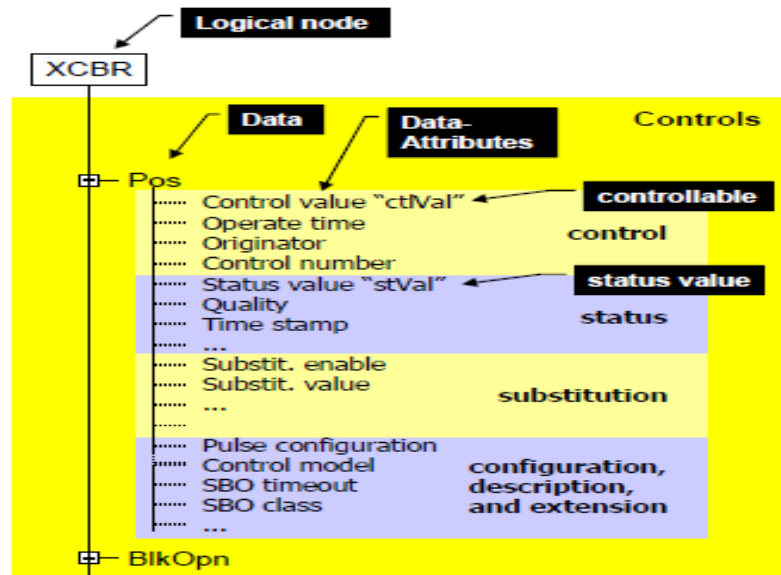 Logical node
XCBR
Data
Data-
Attributes
Controls
Pos
Control value “ctlVal”
controllable
Operate time
Originator
control
Control number
Status value “stVal”
status value
Quality
Time stamp
status
...
Substit. enable
Substit. value
substitution
...
Pulse configuration
Control model
configuration,
SBO timeout
description,
SBO class
and extension
...
BlkOpn